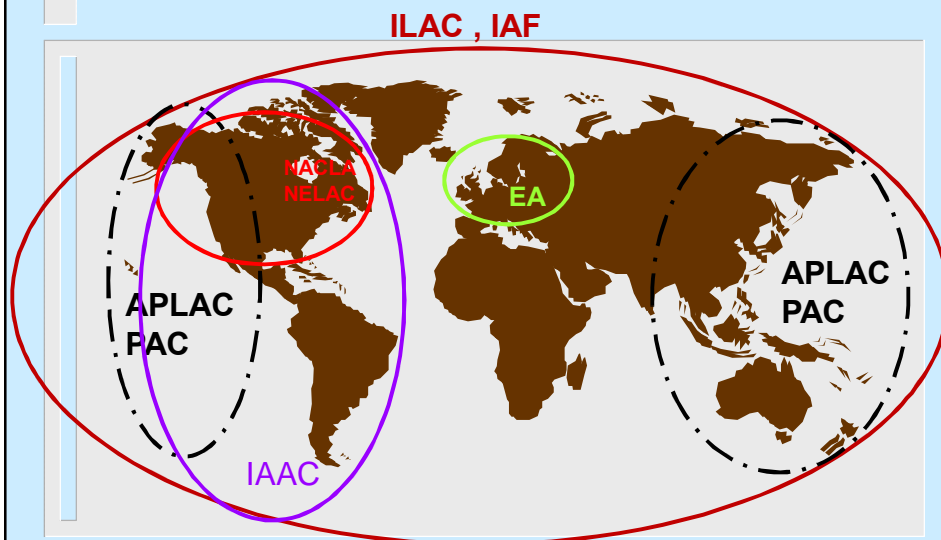 ILAC , IAF
NACLA
NELAC
EA
APLAC
PAC
APLAC
PAC
IAAC